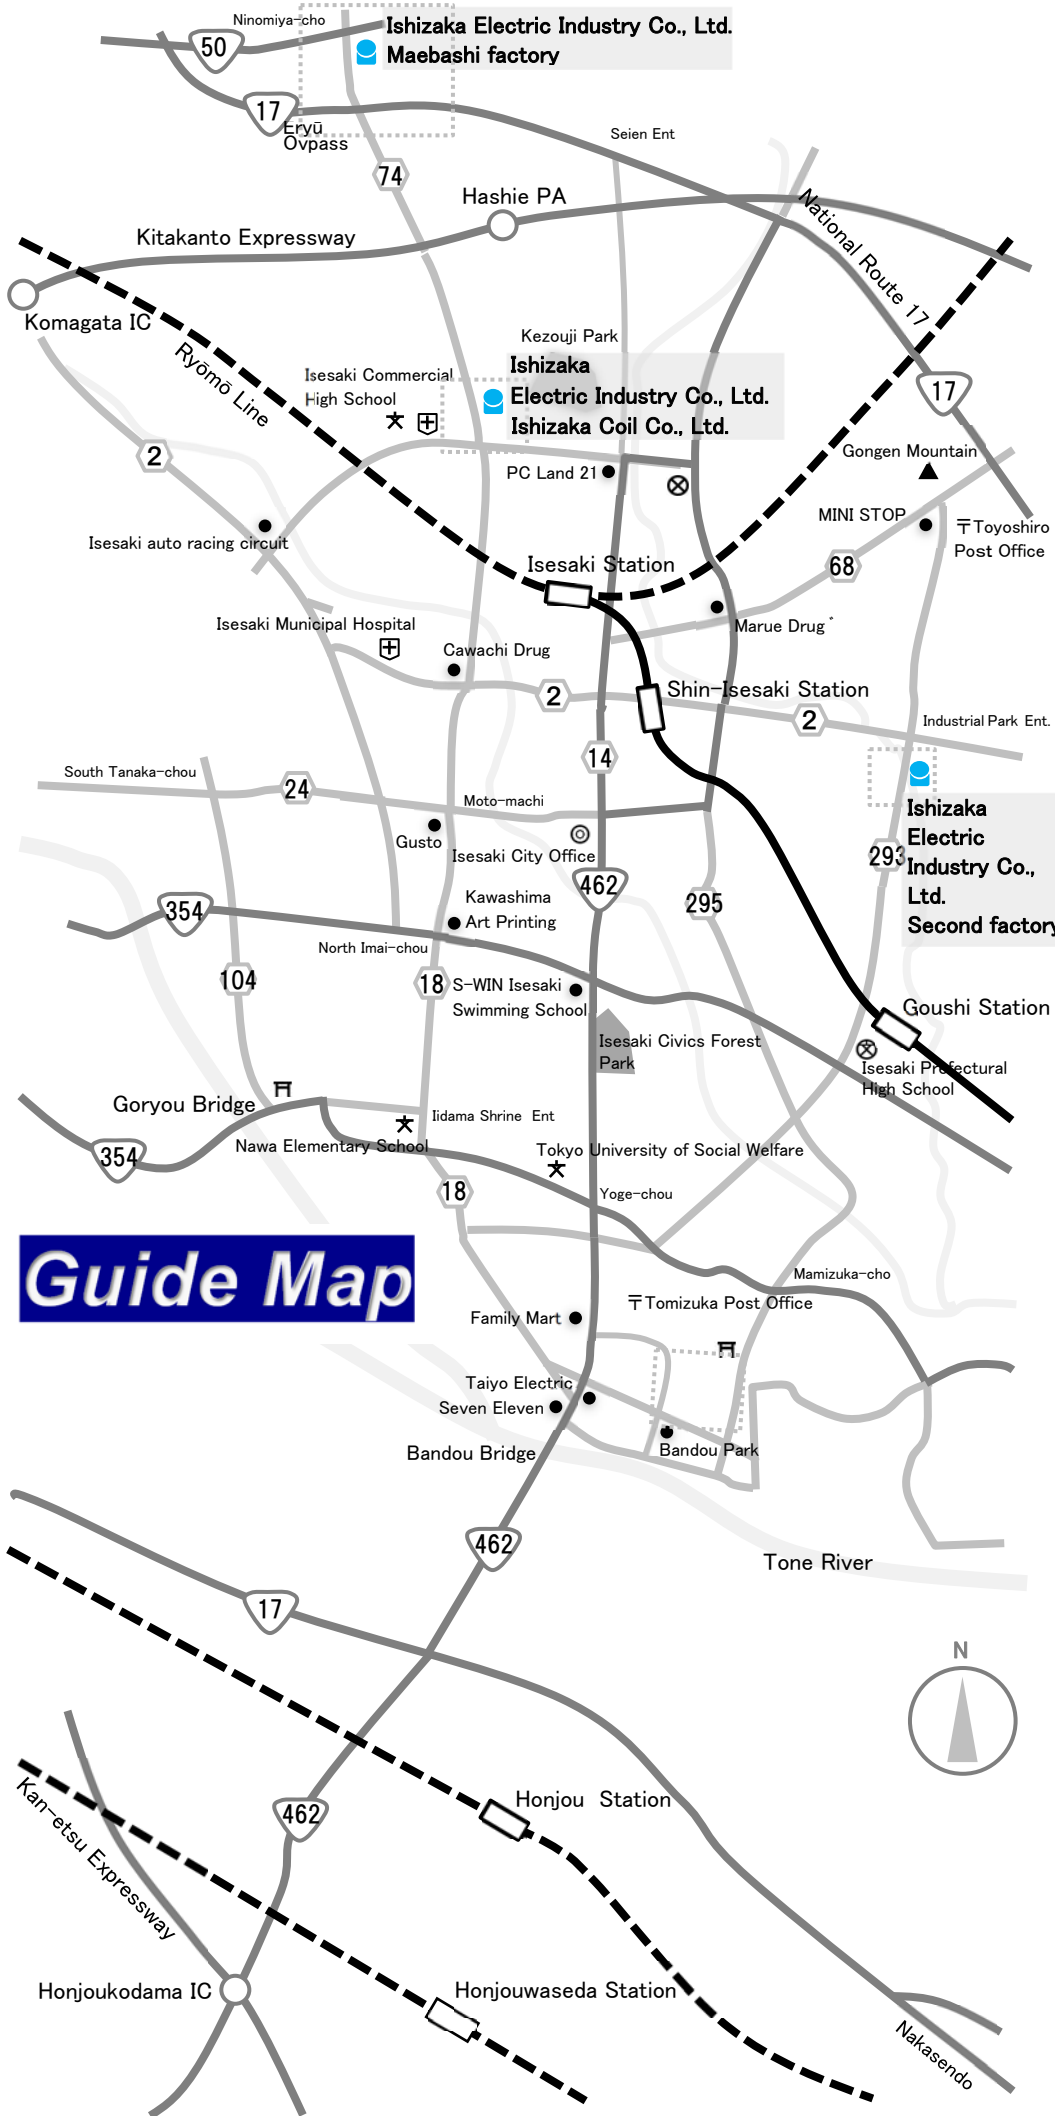 Ninomiya-cho
Ishizaka Electric Industry Co., Ltd.
Maebashi factory
50
17
Eryū
Ovpass
Seien Ent
74
Hashie PA
National Route 17
Kitakanto Expressway
Komagata IC
Ryōmō Line
Kezouji Park
Ishizaka
Electric Industry Co., Ltd.
Ishizaka Coil Co., Ltd.
Isesaki Commercial
High School
17
2
Gongen Mountain
PC Land 21
MINI STOP
〒Toyoshiro
Post Office
Isesaki auto racing circuit
Isesaki Station
68
Isesaki Municipal Hospital
Marue Drug
Cawachi Drug
Shin-Isesaki Station
2
2
Industrial Park Ent.
14
South Tanaka-chou
24
Moto-machi
Ishizaka
Electric
Industry Co.,
Ltd.
Second factory
Gusto
Isesaki City Office
293
462
295
354
Kawashima
Art Printing
North Imai-chou
104
18
S-WIN Isesaki
Swimming School
Goushi Station
Isesaki Civics Forest
Park
Isesaki Prefectural
High School
Goryou Bridge
Iidama Shrine Ent
Nawa Elementary School
354
Tokyo University of Social Welfare
18
Yoge-chou
Guide Map
Mamizuka-cho
〒Tomizuka Post Office
Family Mart
Taiyo Electric
Seven Eleven
Bandou Bridge
Bandou Park
462
Tone River
17
N
Honjou Station
462
Kan-etsu Expressway
Honjoukodama IC
Honjouwaseda Station
Nakasendo